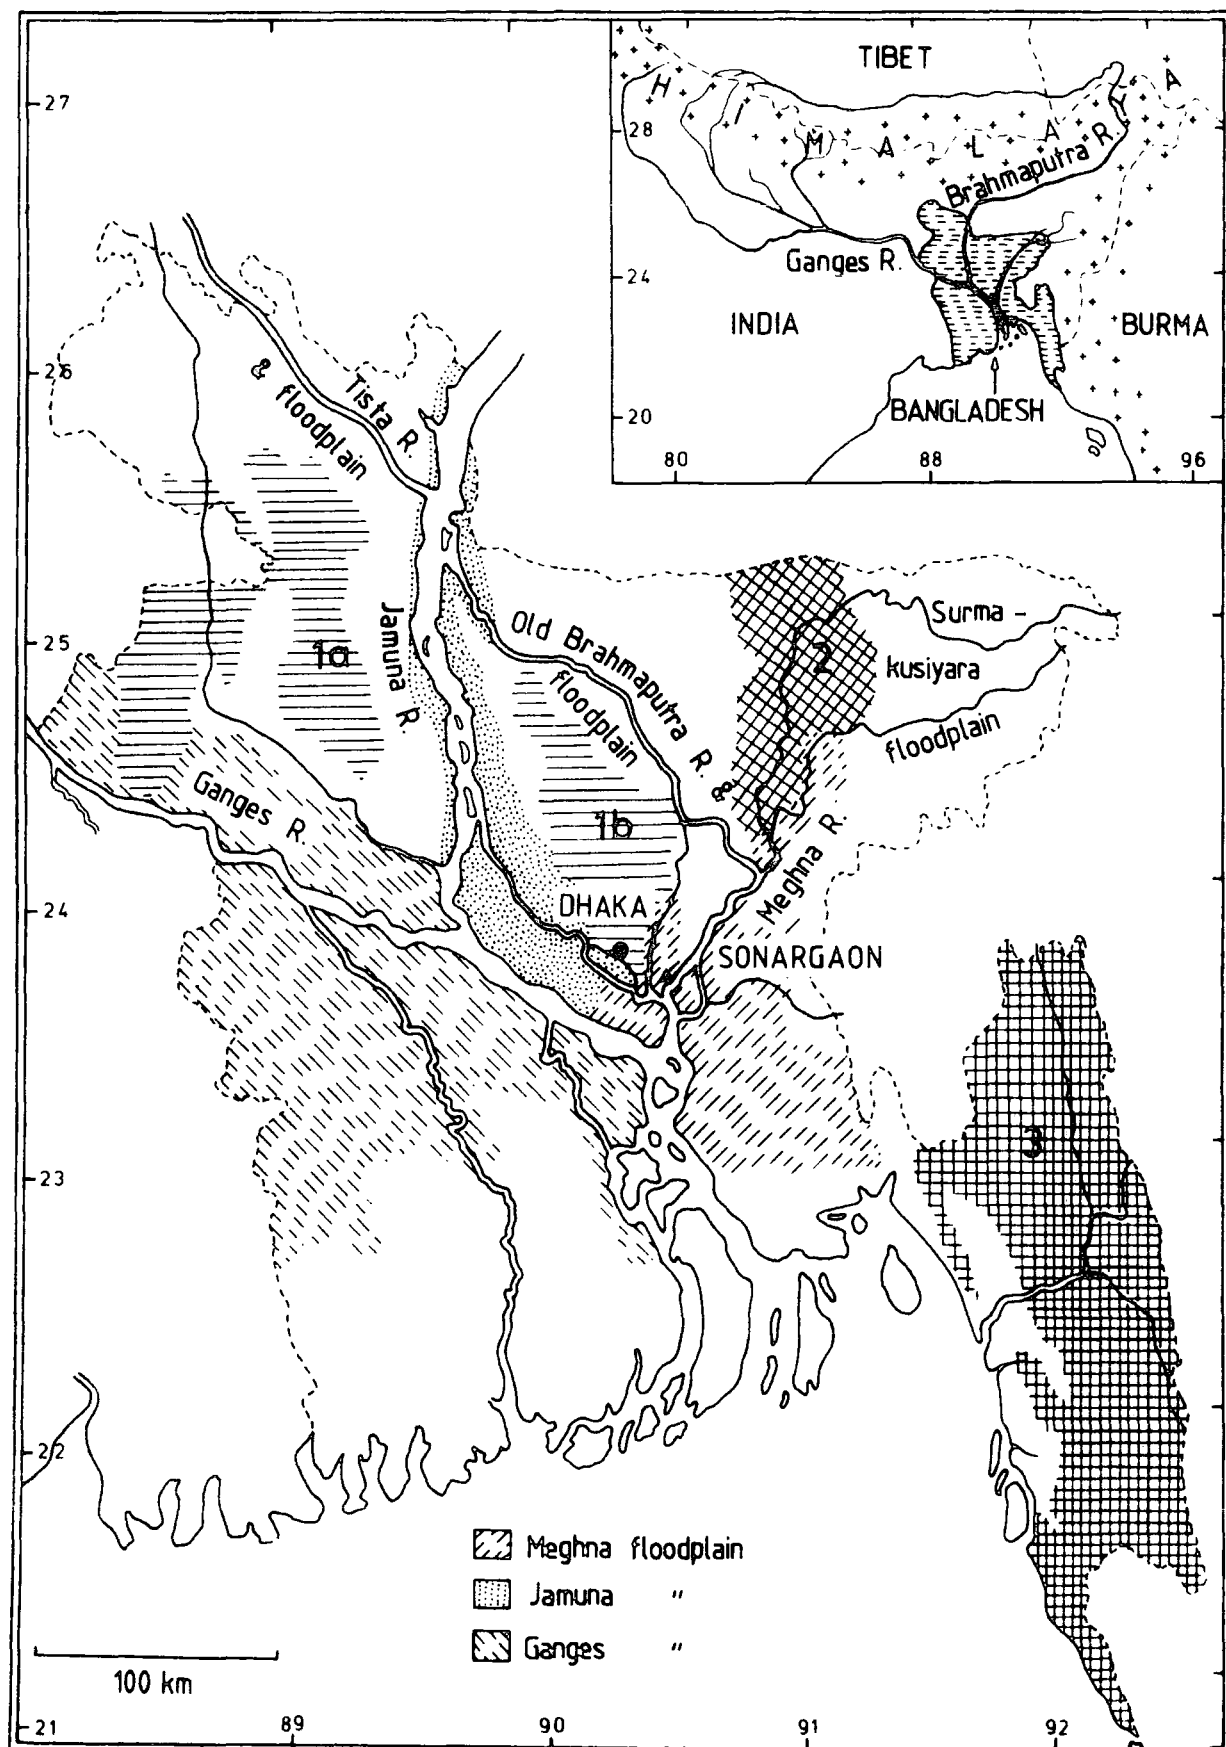 27
26
25
24
23
22
21
89
90
91
92
TIBET
H I M A L A Y A
28
24
20
80
88
96
Brahmaputra R.
Ganges R.
INDIA
BURMA
BANGLADESH
Tista R.
& floodplain
Jamuna R.
1a
Old Brahmaputra R.
floodplain
1b
2
Surma -
kusiyara
floodplain
Ganges R.
Meghna R.
DHAKA
SONARGAON
3
Meghna floodplain
Jamuna "
Ganges "
100 km